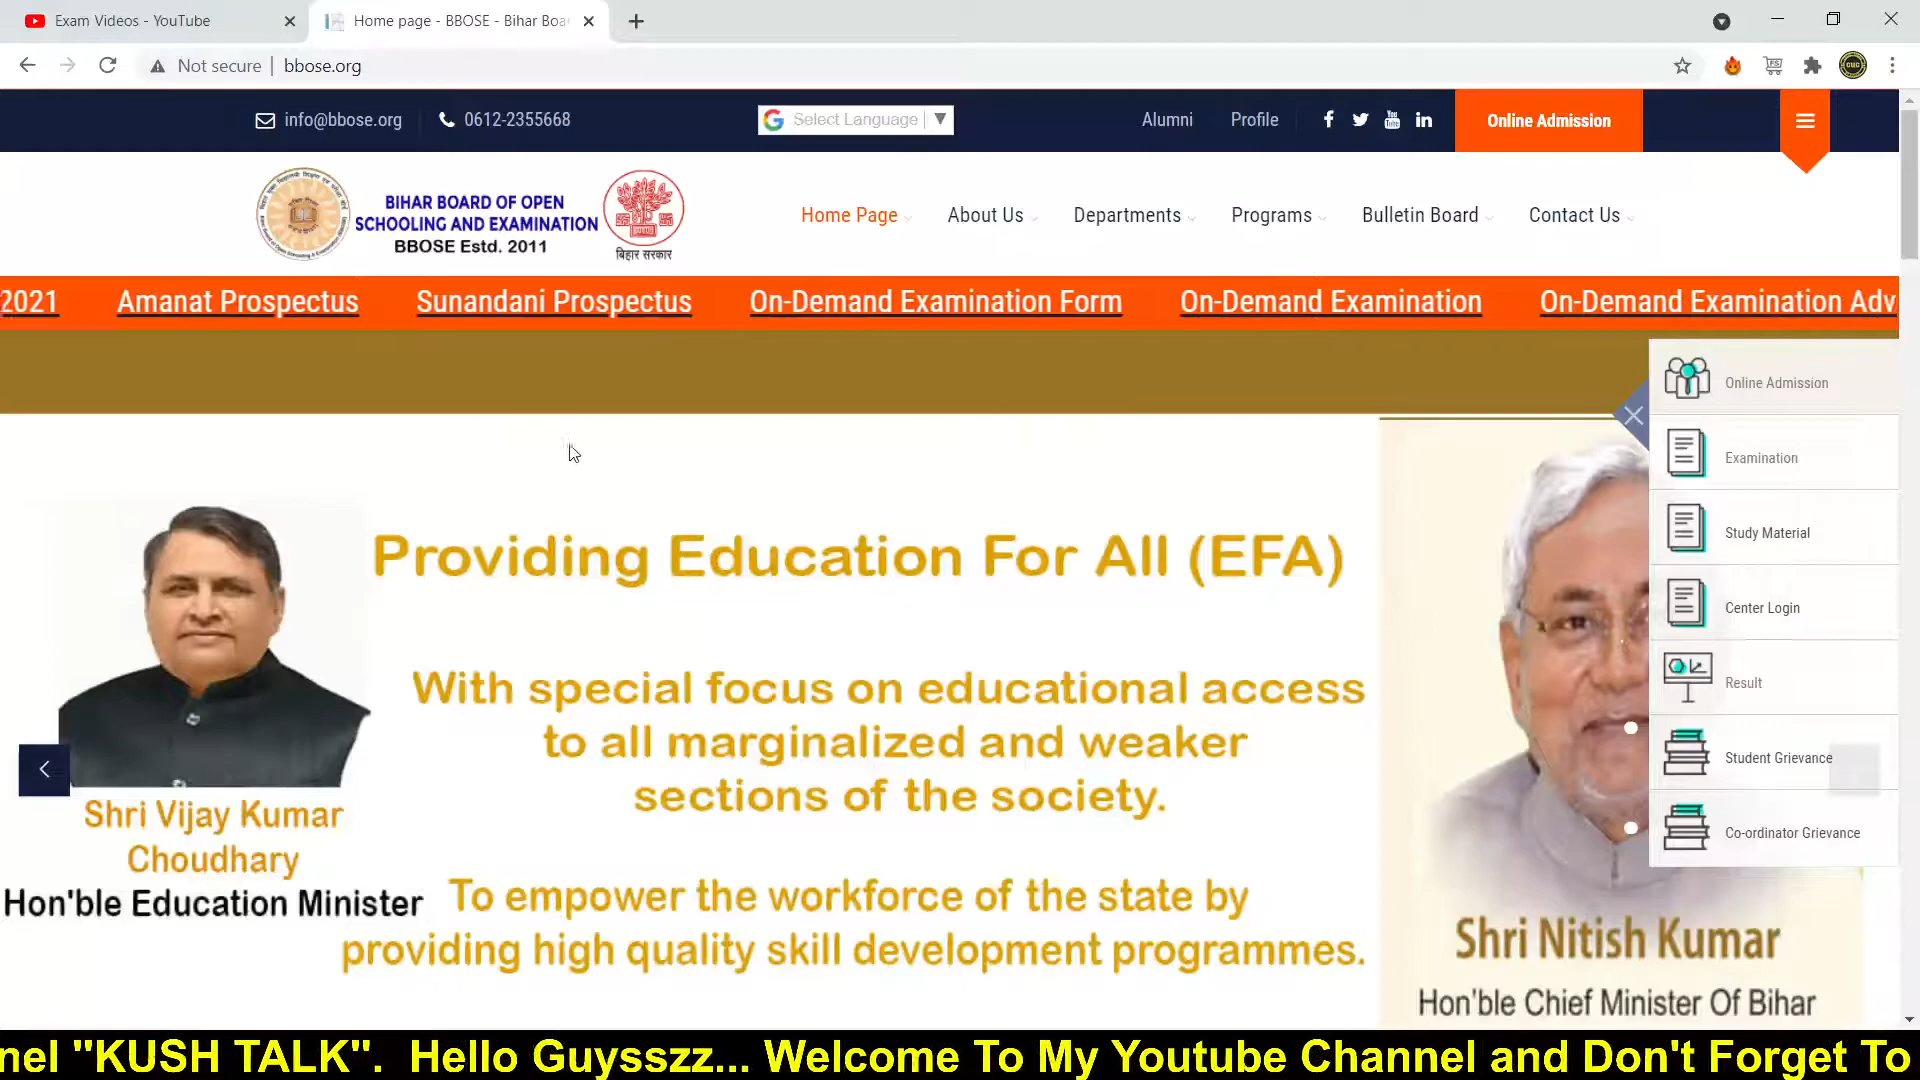 Exam Videos - YouTube
Home page - BBOSE - Bihar Boa
Not secure
bbose.org
info@bbose.org
0612-2355668
Select Language
Alumni
Profile
You
Online Admission
BIHAR BOARD OF OPEN
SCHOOLING AND EXAMINATION
BBOSE Estd. 2011
बिहार सरकार
Home Page
About Us
Departments
Programs
Bulletin Board
Contact Us
2021
Amanat Prospectus
Sunandani Prospectus
On-Demand Examination Form
On-Demand Examination
On-Demand Examination Adv
Online Admission
Examination
Study Material
Center Login
Result
Student Grievance
Co-ordinator Grievance
Providing Education For All (EFA)
With special focus on educational access
to all marginalized and weaker
sections of the society.
Shri Vijay Kumar
Choudhary
Hon'ble Education Minister
To empower the workforce of the state by
providing high quality skill development programmes.
Shri Nitish Kumar
Hon'ble Chief Minister Of Bihar
nel "KUSH TALK". Hello Guysszz... Welcome To My Youtube Channel and Don't Forget To